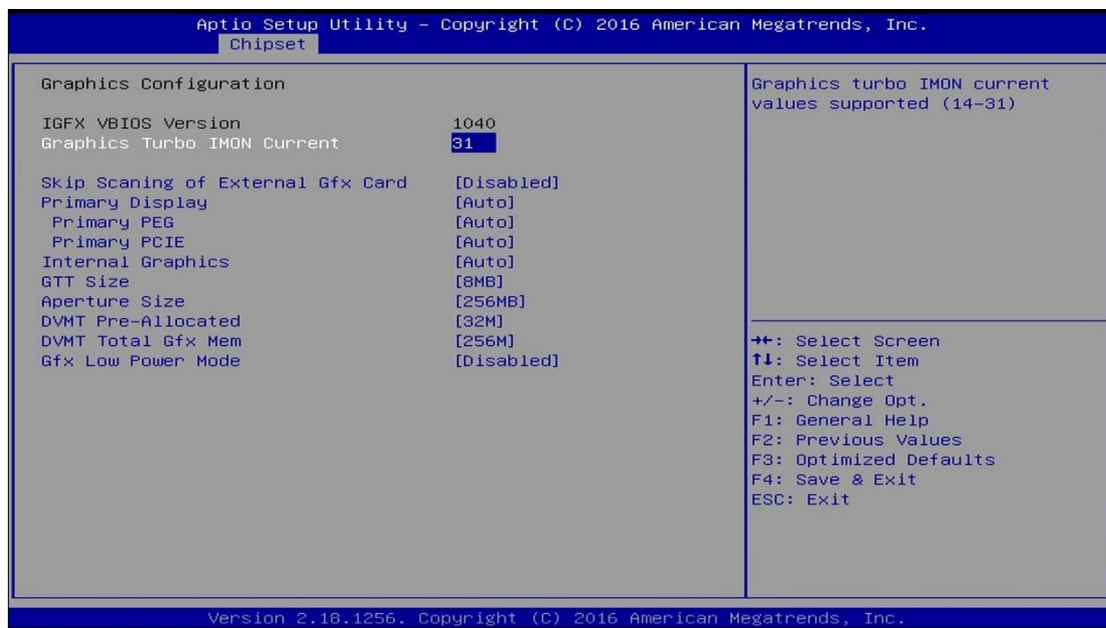 Aptio Setup Utility – Copyright (C) 2016 American Megatrends, Inc.
Chipset
Graphics Configuration
IGFX VBIOS Version 1040
Graphics Turbo IMON Current 31
Skip Scaning of External Gfx Card [Disabled]
Primary Display [Auto]
Primary PEG [Auto]
Primary PCIE [Auto]
Internal Graphics [Auto]
GTT Size [8MB]
Aperture Size [256MB]
DVMT Pre-Allocated [32M]
DVMT Total Gfx Mem [256M]
Gfx Low Power Mode [Disabled]
Graphics turbo IMON current
values supported (14-31)
→←: Select Screen
↑↓: Select Item
Enter: Select
+/-: Change Opt.
F1: General Help
F2: Previous Values
F3: Optimized Defaults
F4: Save & Exit
ESC: Exit
Version 2.18.1256. Copyright (C) 2016 American Megatrends, Inc.